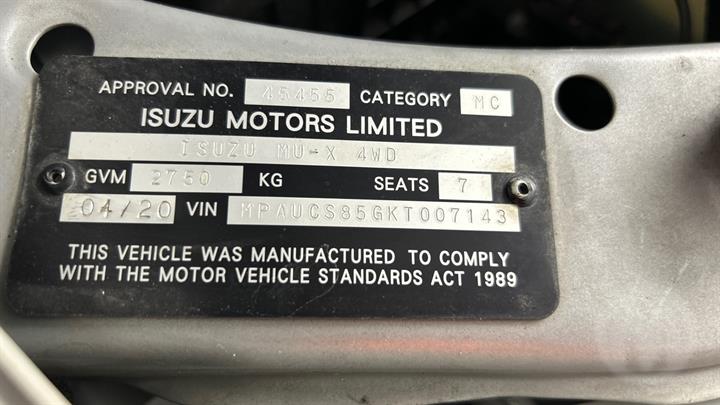 APPROVAL NO. 45455 CATEGORY MC
ISUZU MOTORS LIMITED
ISUZU MU-X 4WD
GVM 2750 KG SEATS 7
04/20 VIN MPAUCS85GKT007143
THIS VEHICLE WAS MANUFACTURED TO COMPLY
WITH THE MOTOR VEHICLE STANDARDS ACT 1989